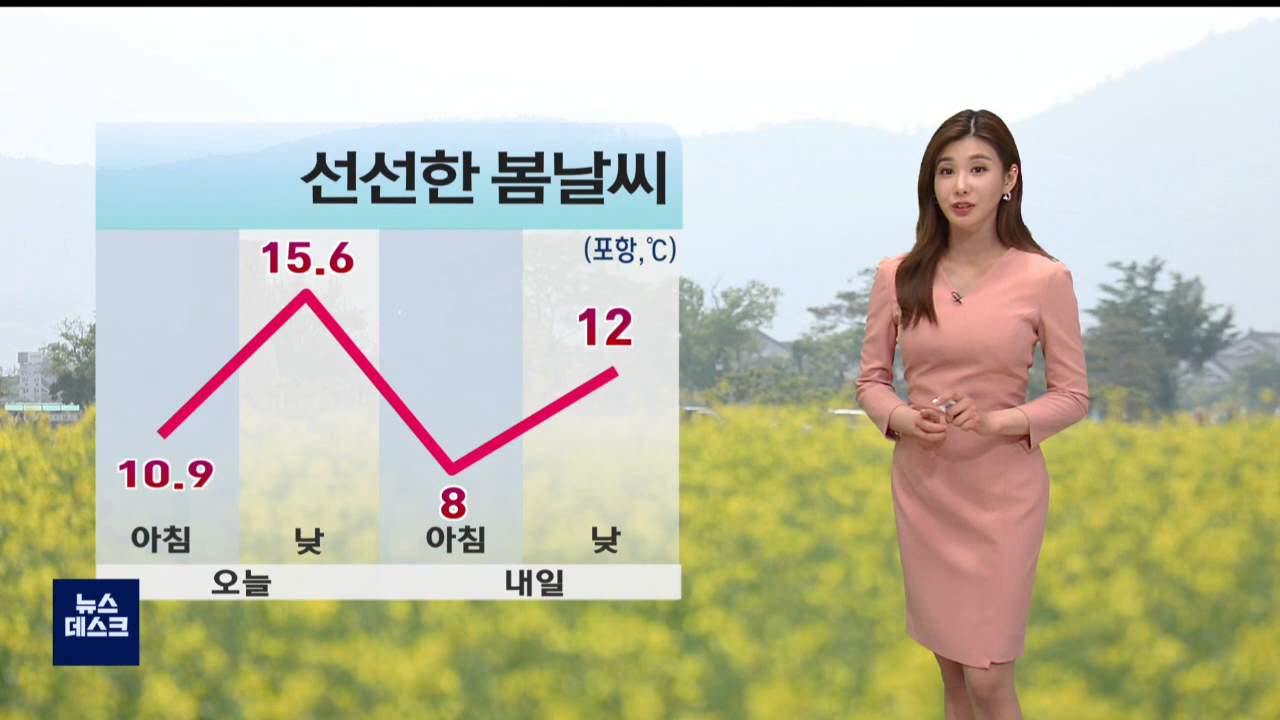 선선한 봄날씨
(포항,℃)
15.6
12
10.9
8
아침 낮 아침 낮
오늘 내일
뉴스
데스크